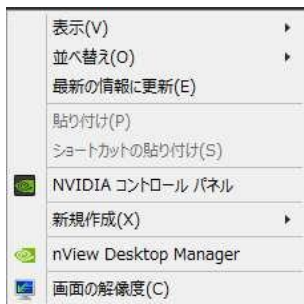 表示(V)
並べ替え(O)
最新の情報に更新(E)
貼り付け(P)
ショートカットの貼り付け(S)
NVIDIA コントロール パネル
新規作成(X)
nView Desktop Manager
画面の解像度(C)